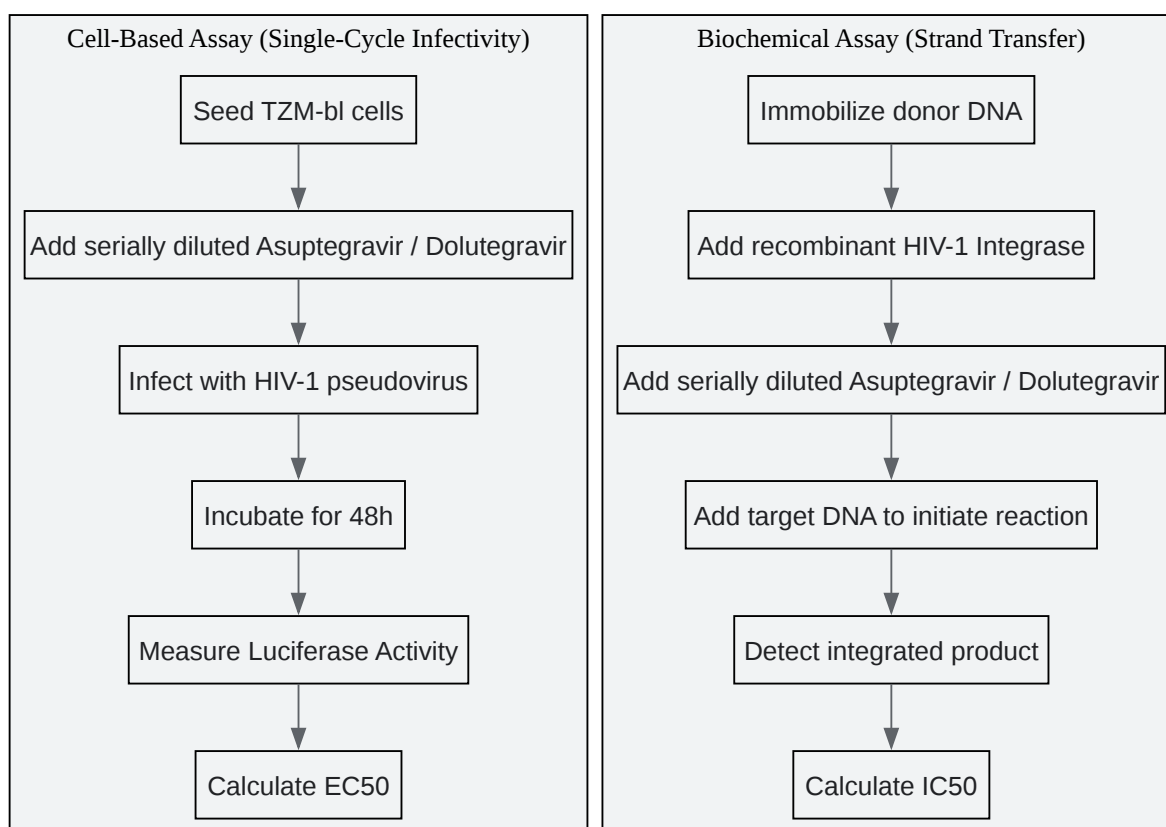 Cell-Based Assay (Single-Cycle Infectivity)
Seed TZM-bl cells
Add serially diluted Asuptegravir / Dolutegravir
Infect with HIV-1 pseudovirus
Incubate for 48h
Measure Luciferase Activity
Calculate EC50
Biochemical Assay (Strand Transfer)
Immobilize donor DNA
Add recombinant HIV-1 Integrase
Add serially diluted Asuptegravir / Dolutegravir
Add target DNA to initiate reaction
Detect integrated product
Calculate IC50